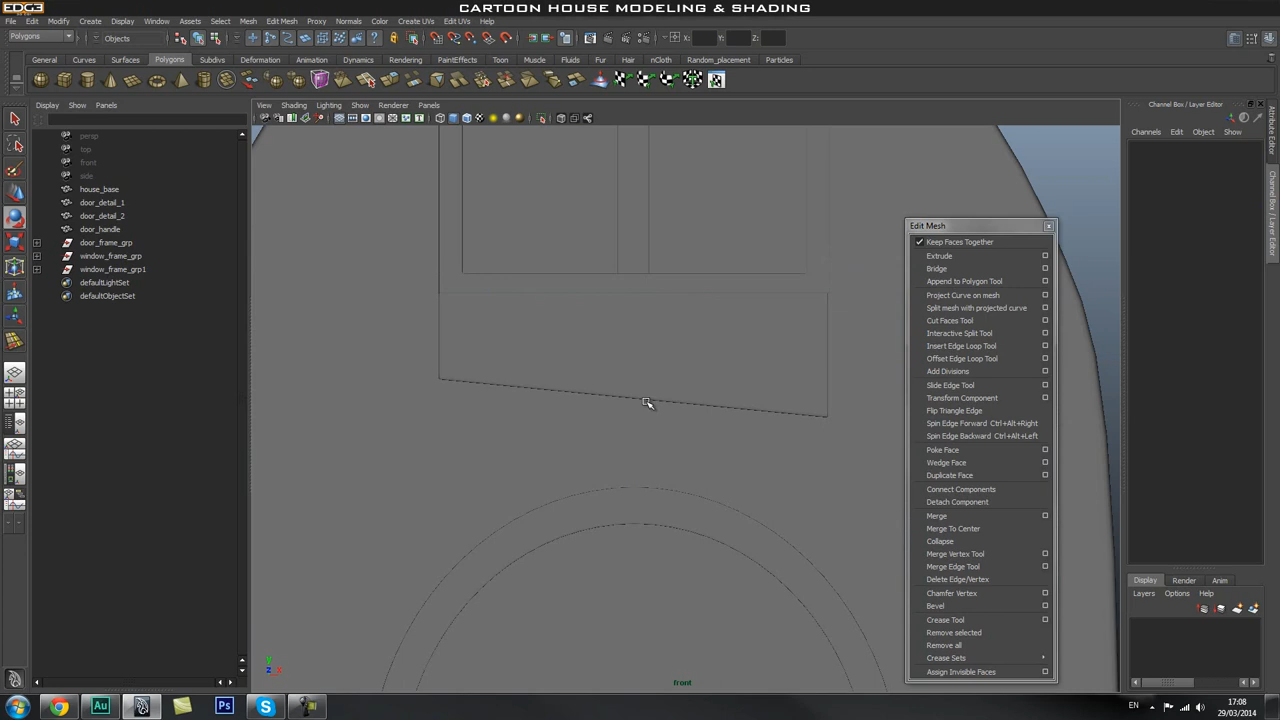 EDGE3
CARTOON HOUSE MODELING & SHADING
File Edit Modify Create Display Window Assets Select Mesh Edit Mesh Proxy Normals Color Create UVs Edit UVs Help
Polygons Objects X: Y: Z:
General Curves Surfaces Polygons Subdivs Deformation Animation Dynamics Rendering PaintEffects Toon Muscle Fluids Fur Hair nCloth Random_placement Particles
Display Show Panels
View Shading Lighting Show Renderer Panels
Channel Box / Layer Editor
Channels Edit Object Show
Attribute Editor
Channel Box / Layer Editor
persp
top
front
side
house_base
door_detail_1
door_detail_2
door_handle
door_frame_grp
window_frame_grp
window_frame_grp1
defaultLightSet
defaultObjectSet
Edit Mesh
Keep Faces Together
Extrude
Bridge
Append to Polygon Tool
Project Curve on mesh
Split mesh with projected curve
Cut Faces Tool
Interactive Split Tool
Insert Edge Loop Tool
Offset Edge Loop Tool
Add Divisions
Slide Edge Tool
Transform Component
Flip Triangle Edge
Spin Edge Forward Ctrl+Alt+Right
Spin Edge Backward Ctrl+Alt+Left
Poke Face
Wedge Face
Duplicate Face
Connect Components
Detach Component
Merge
Merge To Center
Collapse
Merge Vertex Tool
Merge Edge Tool
Delete Edge/Vertex
Chamfer Vertex
Bevel
Crease Tool
Remove selected
Remove all
Crease Sets
Assign Invisible Faces
Display Render Anim
Layers Options Help
Y
Z X
front
Au Ps S
EN
17:08
29/03/2014